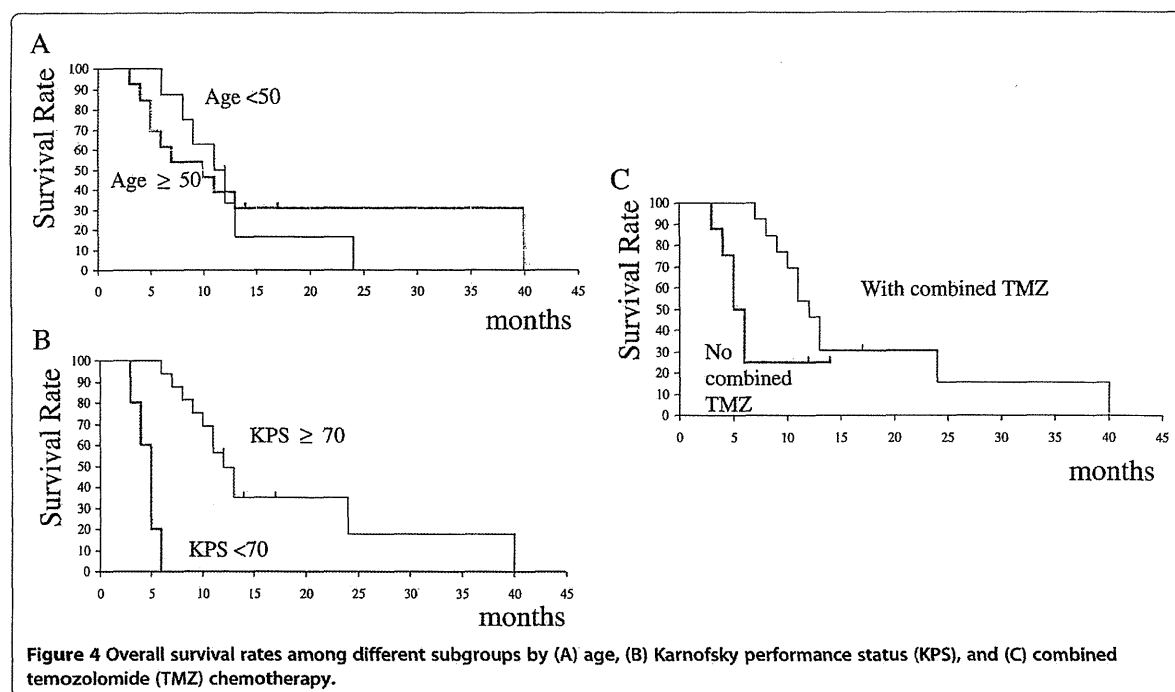 A
Survival Rate
100
90
80
70
60
50
40
30
20
10
0
Age <50
Age ≥ 50
0 5 10 15 20 25 30 35 40 45
months
B
Survival Rate
100
90
80
70
60
50
40
30
20
10
0
KPS ≥ 70
KPS <70
0 5 10 15 20 25 30 35 40 45
months
C
Survival Rate
100
90
80
70
60
50
40
30
20
10
0
With combined TMZ
No
combined
TMZ
0 5 10 15 20 25 30 35 40 45
months
Figure 4 Overall survival rates among different subgroups by (A) age, (B) Karnofsky performance status (KPS), and (C) combined
temozolomide (TMZ) chemotherapy.